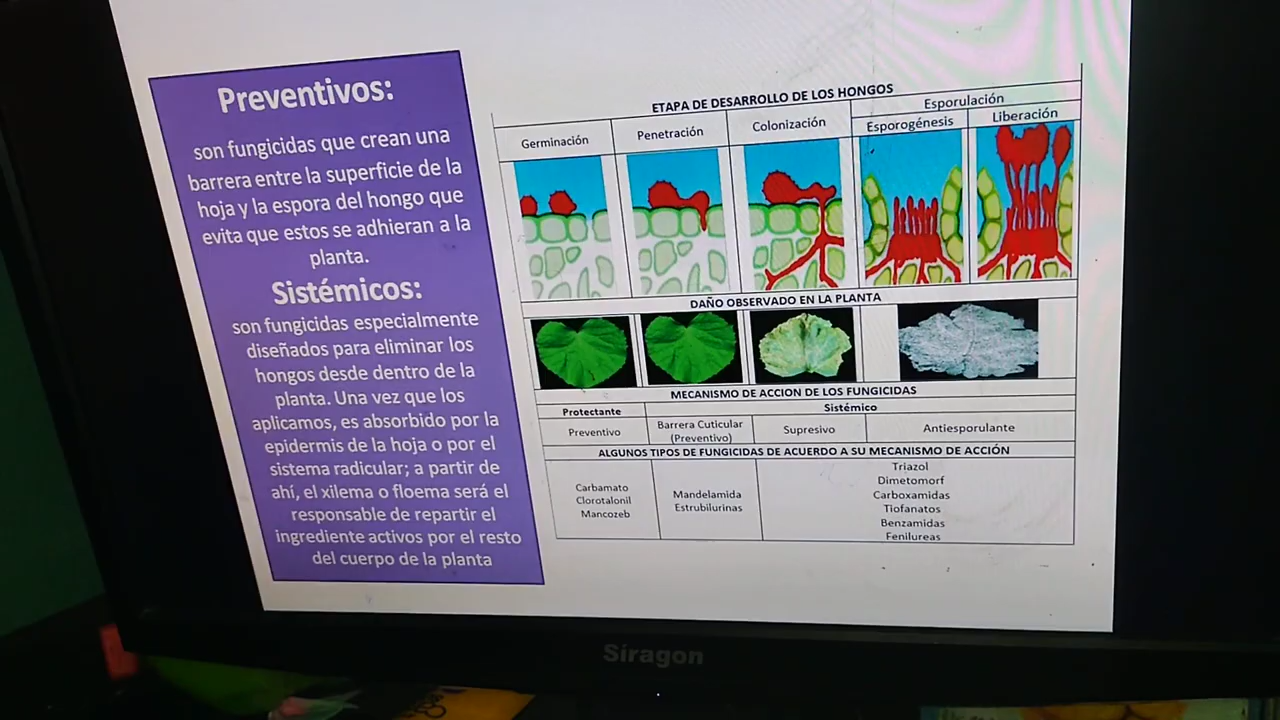 Preventivos:
son fungicidas que crean una
barrera entre la superficie de la
hoja y la espora del hongo que
evita que estos se adhieran a la
planta.
Sistémicos:
son fungicidas especialmente
diseñados para eliminar los
hongos desde dentro de la
planta. Una vez que los
aplicamos, es absorbido por la
epidermis de la hoja o por el
sistema radicular; a partir de
ahí, el xilema o floema será el
responsable de repartir el
ingrediente activos por el resto
del cuerpo de la planta
ETAPA DE DESARROLLO DE LOS HONGOS
Esporulación
Germinación Penetración Colonización Esporogénesis Liberación
DAÑO OBSERVADO EN LA PLANTA
MECANISMO DE ACCION DE LOS FUNGICIDAS
Protectante Sistémico
Preventivo
Barrera Cuticular
(Preventivo)
Supresivo
Antiesporulante
ALGUNOS TIPOS DE FUNGICIDAS DE ACUERDO A SU MECANISMO DE ACCIÓN
Carbamato
Clorotalonil
Mancozeb
Mandelamida
Estrubilurinas
Triazol
Dimetomorf
Carboxamidas
Tiofanatos
Benzamidas
Fenilureas
Síragon